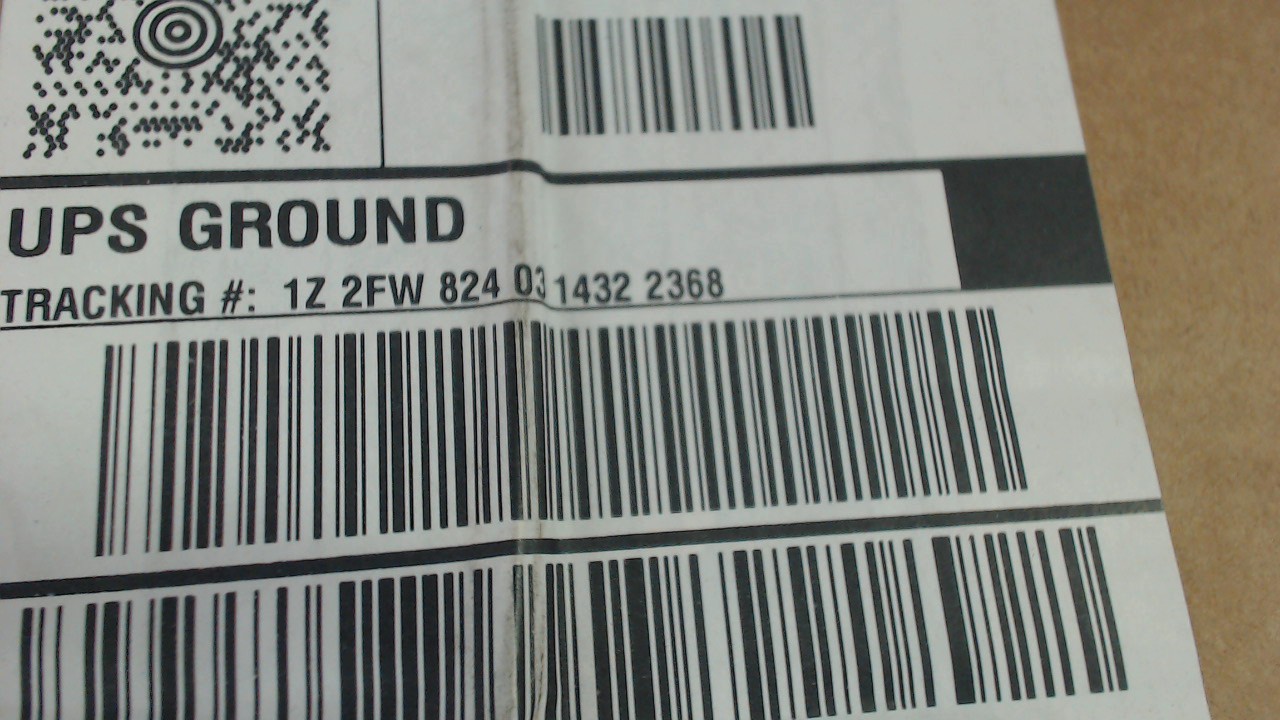 UPS GROUND
TRACKING #: 1Z 2FW 824 03 1432 2368